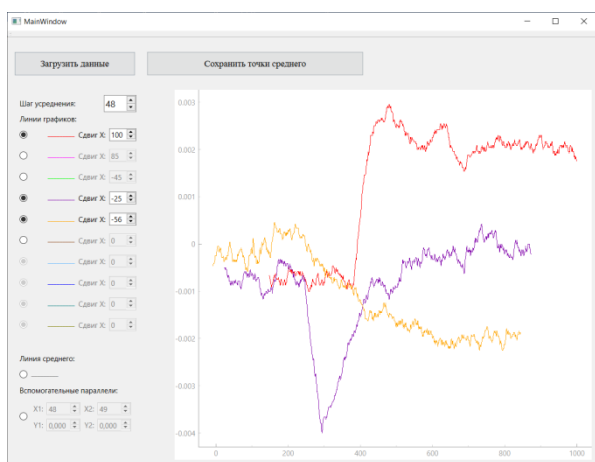 MainWindow
Загрузить данные
Сохранить точки среднего
Шаг усреднения: 48
Линии графиков:
Сдвиг X: 100
Сдвиг X: 85
Сдвиг X: -45
Сдвиг X: -25
Сдвиг X: -56
Сдвиг X: 0
Сдвиг X: 0
Сдвиг X: 0
Сдвиг X: 0
Сдвиг X: 0
Линия среднего:
Вспомогательные параллели:
X1: 48 X2: 49
Y1: 0,000 Y2: 0,000
0.003
0.002
0.001
0
-0.001
-0.002
-0.003
-0.004
0 200 400 600 800 1000